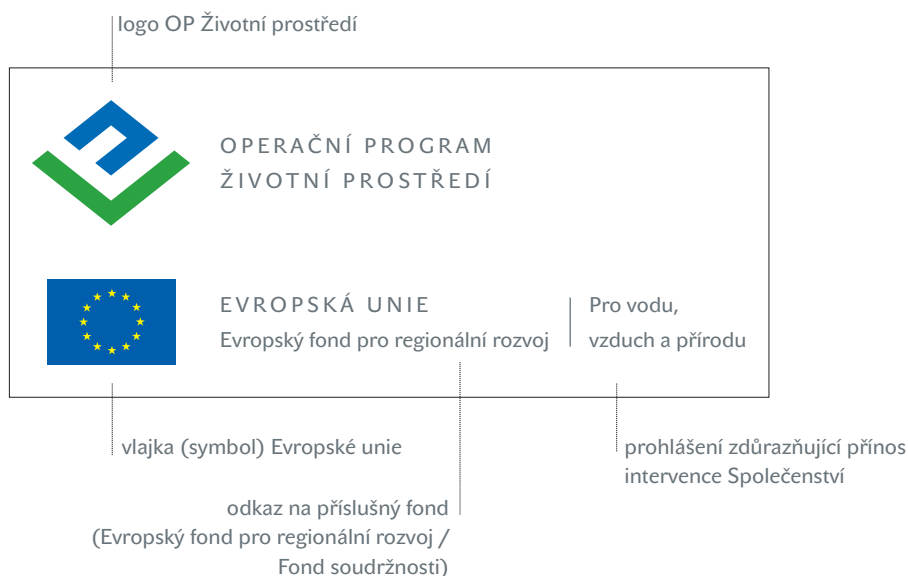 logo OP Životní prostředí
OPERAČNÍ PROGRAM
ŽIVOTNÍ PROSTŘEDÍ
EVROPSKÁ UNIE
Evropský fond pro regionální rozvoj
Pro vodu,
vzduch a přírodu
vlajka (symbol) Evropské unie
prohlášení zdůrazňující přínos
intervence Společenství
odkaz na příslušný fond
(Evropský fond pro regionální rozvoj /
Fond soudržnosti)